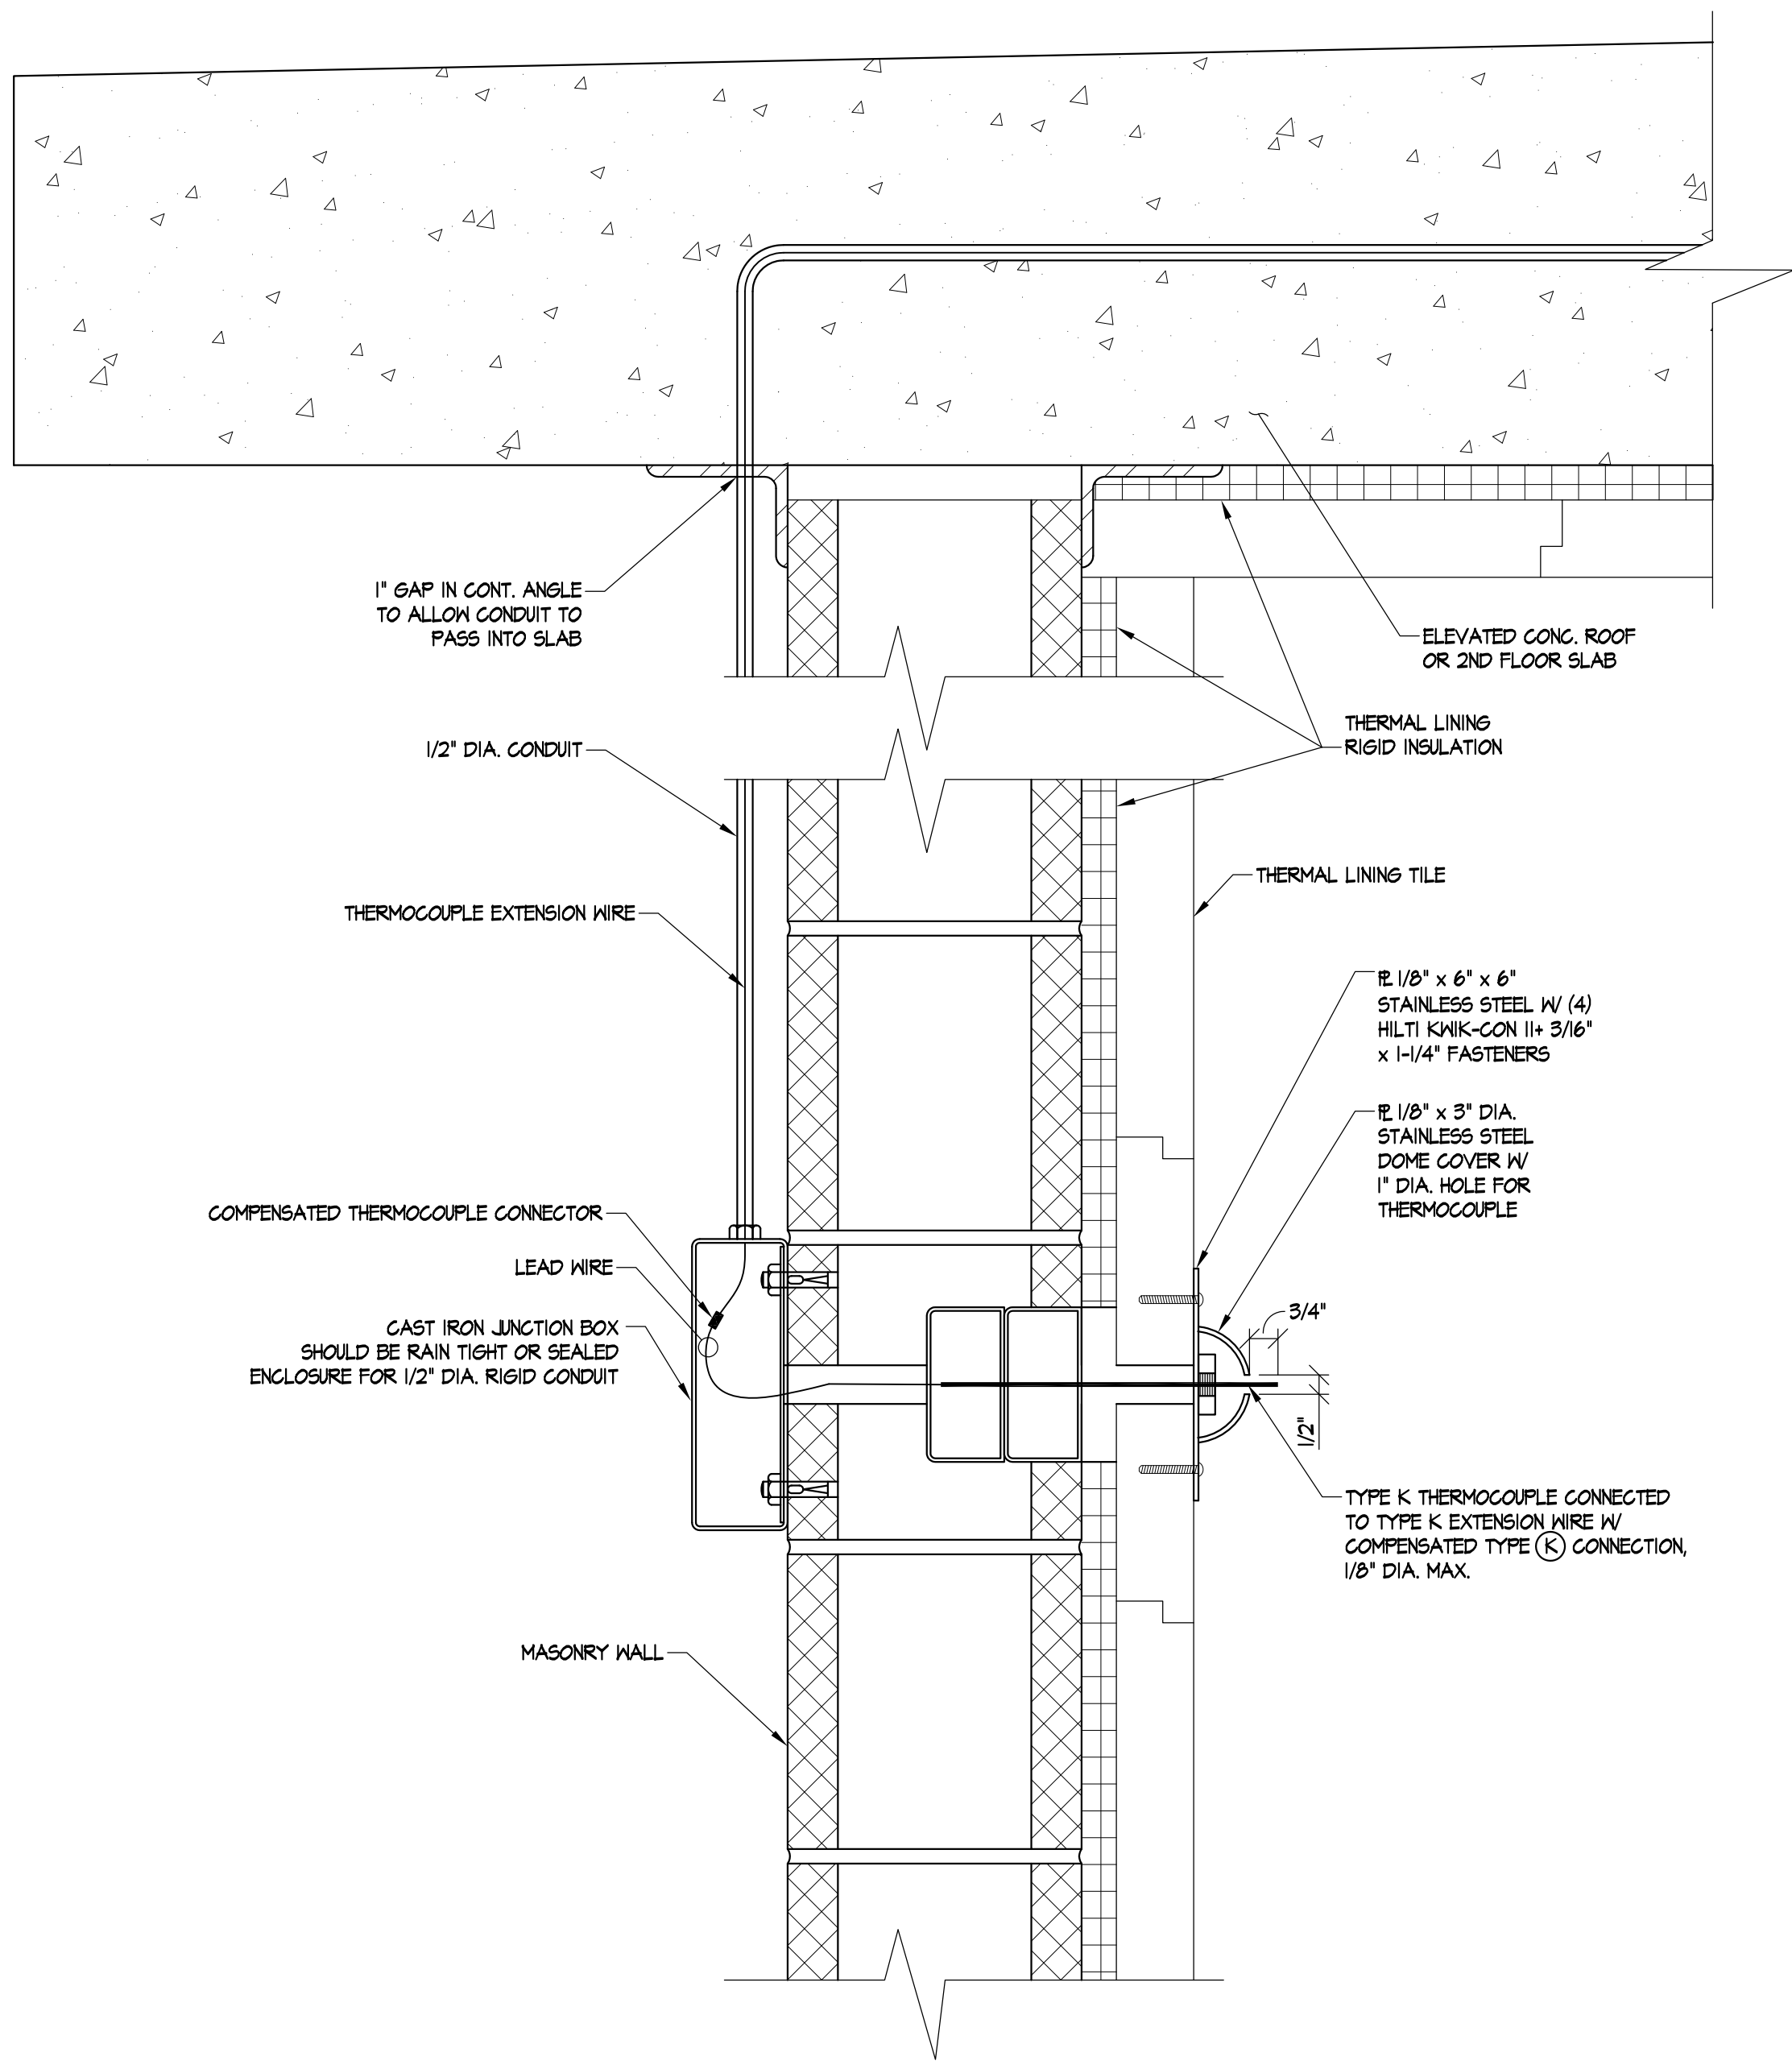 1" GAP IN CONT. ANGLE
TO ALLOW CONDUIT TO
PASS INTO SLAB
ELEVATED CONC. ROOF
OR 2ND FLOOR SLAB
THERMAL LINING
RIGID INSULATION
1/2" DIA. CONDUIT
THERMAL LINING TILE
THERMOCOUPLE EXTENSION WIRE
PL 1/8" x 6" x 6"
STAINLESS STEEL W/ (4)
HILTI KWIK-CON II+ 3/16"
x 1-1/4" FASTENERS
PL 1/8" x 3" DIA.
STAINLESS STEEL
DOME COVER W/
1" DIA. HOLE FOR
THERMOCOUPLE
COMPENSATED THERMOCOUPLE CONNECTOR
LEAD WIRE
CAST IRON JUNCTION BOX
SHOULD BE RAIN TIGHT OR SEALED
ENCLOSURE FOR 1/2" DIA. RIGID CONDUIT
3/4"
1/2"
TYPE K THERMOCOUPLE CONNECTED
TO TYPE K EXTENSION WIRE W/
COMPENSATED TYPE K CONNECTION,
1/8" DIA. MAX.
MASONRY WALL